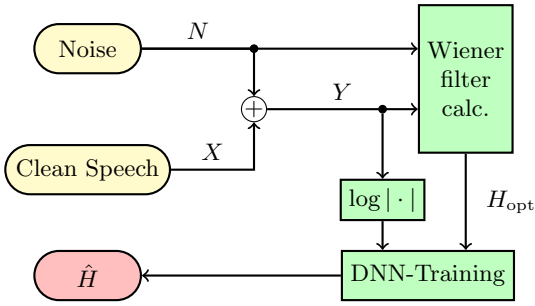 Noise
N
Wiener
filter
calc.
+
Y
Clean Speech
X
log | · |
H_opt
Ĥ
DNN-Training